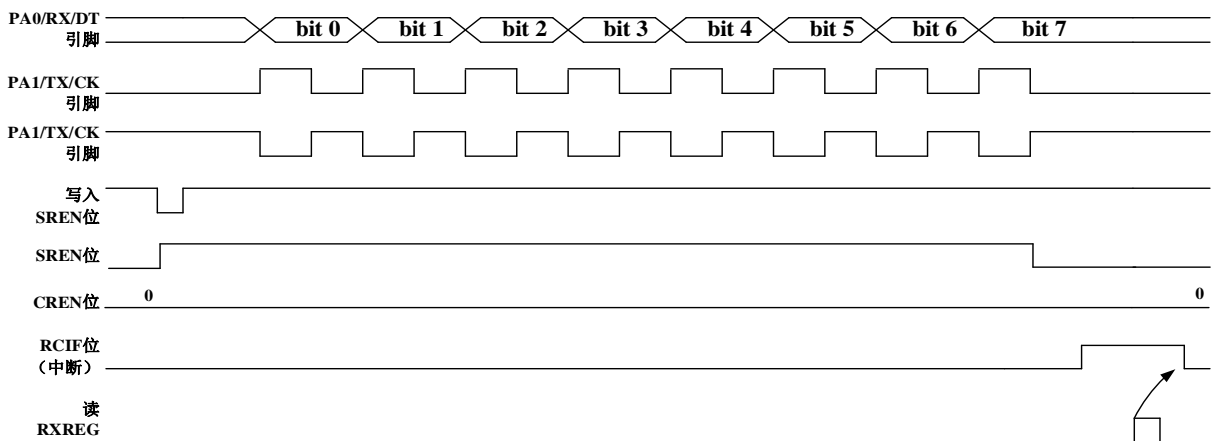 PA0/RX/DT
引脚
bit 0 bit 1 bit 2 bit 3 bit 4 bit 5 bit 6 bit 7
PA1/TX/CK
引脚
PA1/TX/CK
引脚
写入
SREN位
SREN位
CREN位 0 0
RCIF位
（中断）
读
RXREG